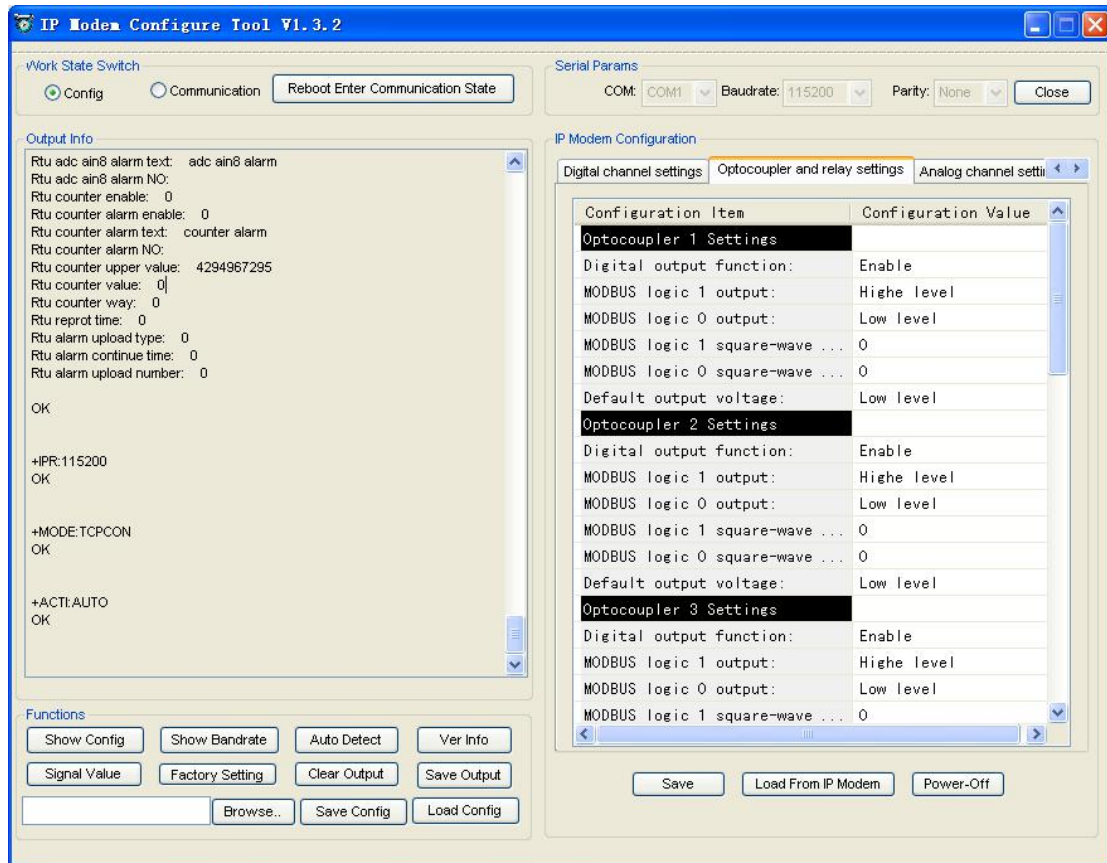 IP Modem Configure Tool V1.3.2
Work State Switch
Config
Communication
Reboot Enter Communication State
Serial Params
COM: COM1
Baudrate: 115200
Parity: None
Close
Output Info
Rtu adc ain8 alarm text: adc ain8 alarm
Rtu adc ain8 alarm NO:
Rtu counter enable: 0
Rtu counter alarm enable: 0
Rtu counter alarm text: counter alarm
Rtu counter alarm NO:
Rtu counter upper value: 4294967295
Rtu counter value: 0
Rtu counter way: 0
Rtu reprot time: 0
Rtu alarm upload type: 0
Rtu alarm continue time: 0
Rtu alarm upload number: 0
OK
+IPR:115200
OK
+MODE:TCPCON
OK
+ACTI:AUTO
OK
Functions
Show Config
Show Bandrate
Auto Detect
Ver Info
Signal Value
Factory Setting
Clear Output
Save Output
Browse..
Save Config
Load Config
IP Modem Configuration
Digital channel settings
Optocoupler and relay settings
Analog channel settin
Configuration Item Configuration Value
Optocoupler 1 Settings
Digital output function: Enable
MODBUS logic 1 output: Highe level
MODBUS logic 0 output: Low level
MODBUS logic 1 square-wave ... 0
MODBUS logic 0 square-wave ... 0
Default output voltage: Low level
Optocoupler 2 Settings
Digital output function: Enable
MODBUS logic 1 output: Highe level
MODBUS logic 0 output: Low level
MODBUS logic 1 square-wave ... 0
MODBUS logic 0 square-wave ... 0
Default output voltage: Low level
Optocoupler 3 Settings
Digital output function: Enable
MODBUS logic 1 output: Highe level
MODBUS logic 0 output: Low level
MODBUS logic 1 square-wave ... 0
Save
Load From IP Modem
Power-Off